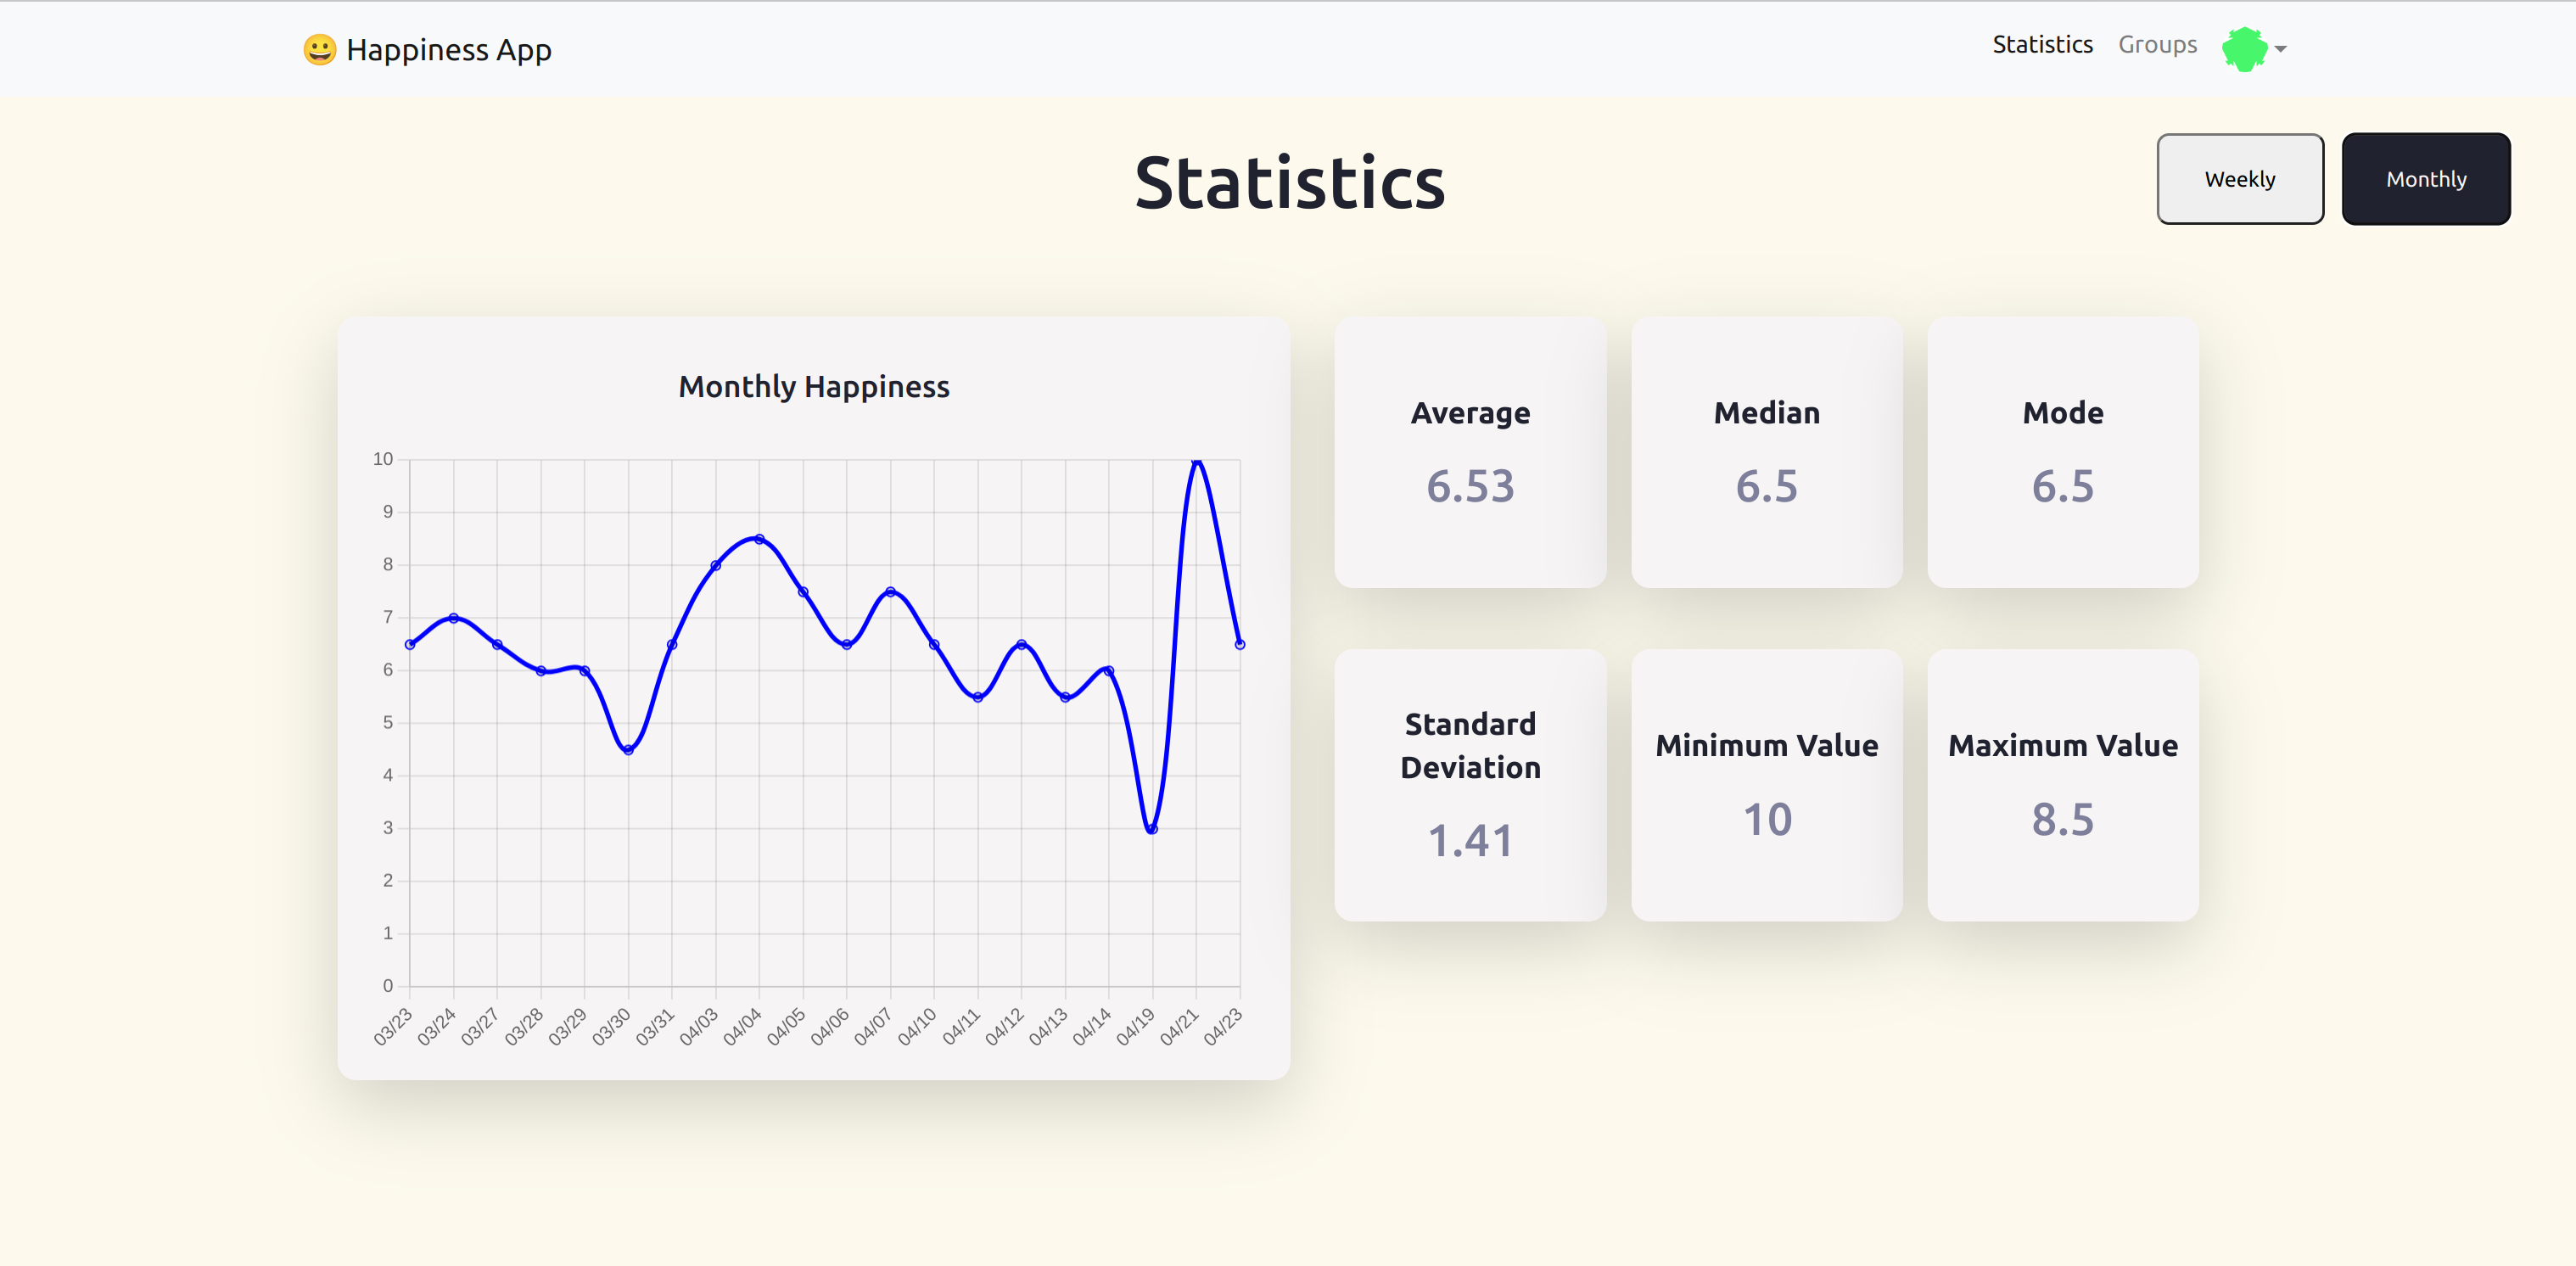 😀 Happiness App
Statistics
Groups
Statistics
Weekly
Monthly
Monthly Happiness
10
9
8
7
6
5
4
3
2
1
0
03/23
03/24
03/27
03/28
03/29
03/30
03/31
04/03
04/04
04/05
04/06
04/07
04/10
04/11
04/12
04/13
04/14
04/19
04/21
04/23
Average
6.53
Median
6.5
Mode
6.5
Standard
Deviation
1.41
Minimum Value
10
Maximum Value
8.5